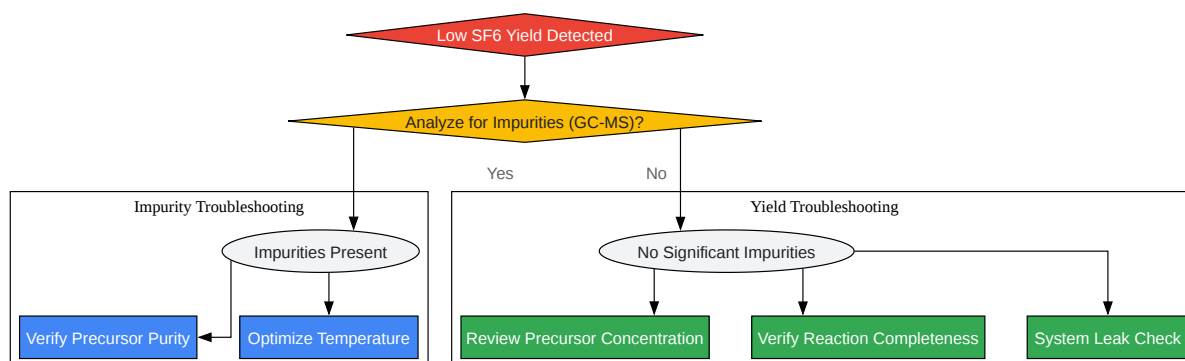 Low SF6 Yield Detected
Analyze for Impurities (GC-MS)?
Yes
No
Impurity Troubleshooting
Yield Troubleshooting
Impurities Present
No Significant Impurities
Verify Precursor Purity
Optimize Temperature
Review Precursor Concentration
Verify Reaction Completeness
System Leak Check